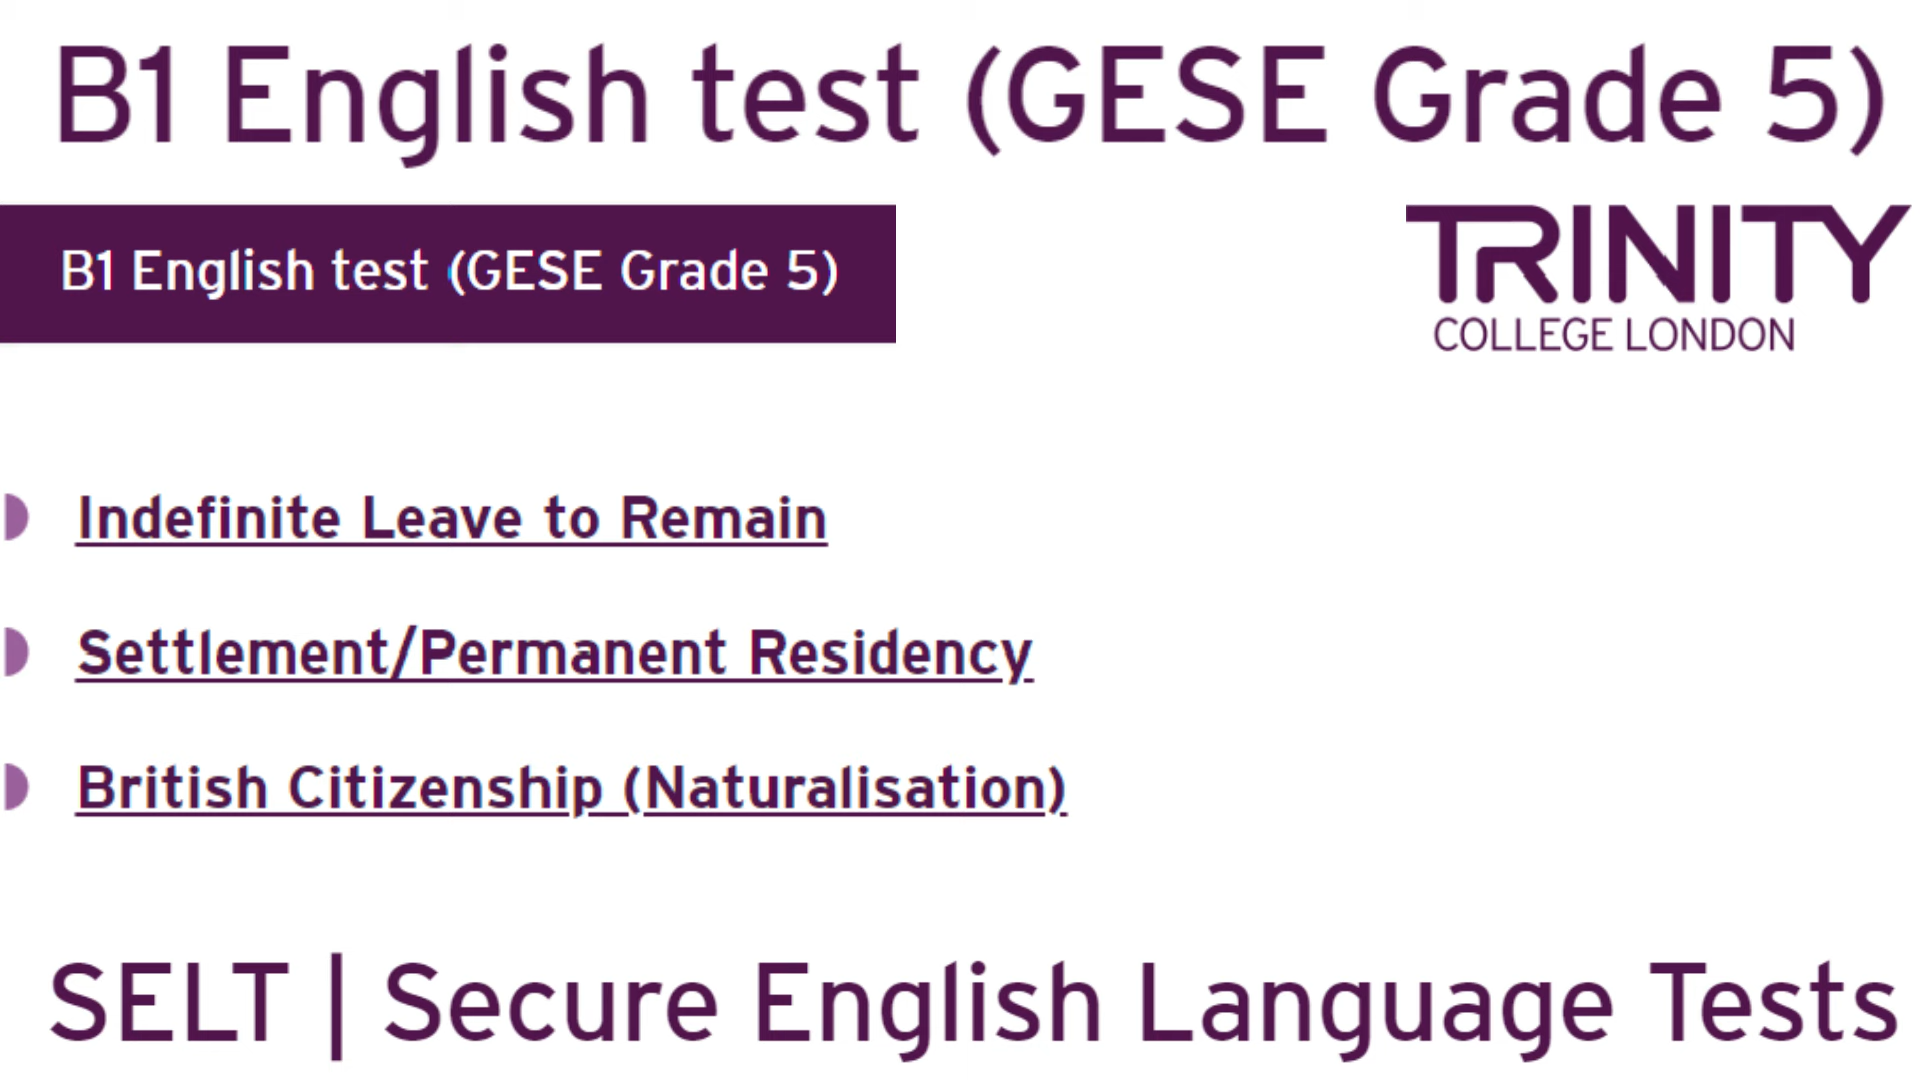 B1 English test (GESE Grade 5)
B1 English test (GESE Grade 5)
TRINITY
COLLEGE LONDON
Indefinite Leave to Remain
Settlement/Permanent Residency
British Citizenship (Naturalisation)
SELT | Secure English Language Tests